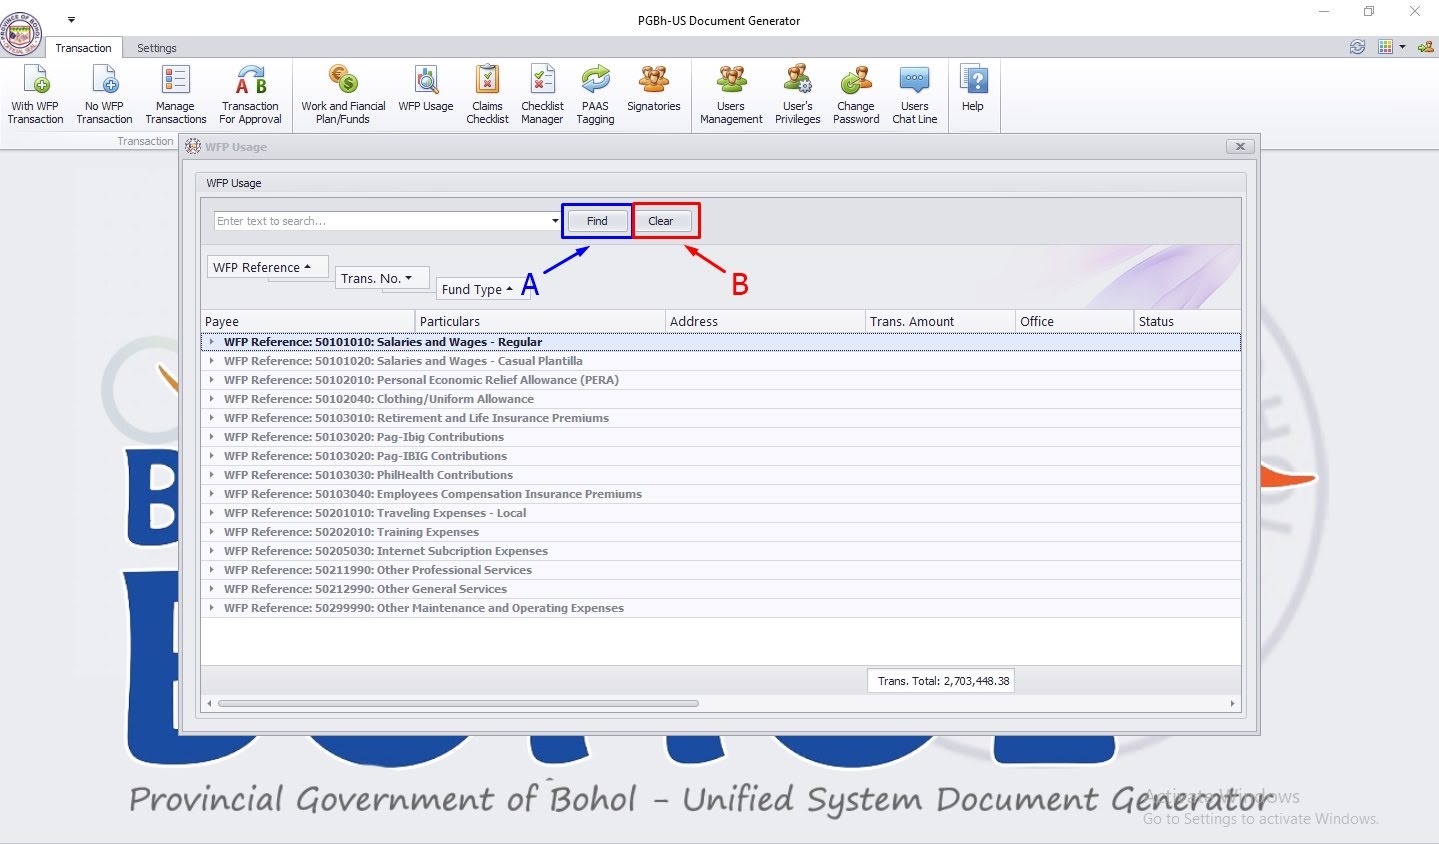 PGBh-US Document Generator
Transaction
Settings
With WFP
Transaction
No WFP
Transaction
Manage
Transactions
Transaction
For Approval
Work and Fiancial
Plan/Funds
WFP Usage
Claims
Checklist
Checklist
Manager
PAAS
Tagging
Signatories
Users
Management
User's
Privileges
Change
Password
Users
Chat Line
Help
Transaction
WFP Usage
WFP Usage
Enter text to search...
Find
Clear
A
B
WFP Reference
Trans. No.
Fund Type
Payee
Particulars
Address
Trans. Amount
Office
Status
WFP Reference: 50101010: Salaries and Wages - Regular
WFP Reference: 50101020: Salaries and Wages - Casual Plantilla
WFP Reference: 50102010: Personal Economic Relief Allowance (PERA)
WFP Reference: 50102040: Clothing/Uniform Allowance
WFP Reference: 50103010: Retirement and Life Insurance Premiums
WFP Reference: 50103020: Pag-Ibig Contributions
WFP Reference: 50103020: Pag-IBIG Contributions
WFP Reference: 50103030: PhilHealth Contributions
WFP Reference: 50103040: Employees Compensation Insurance Premiums
WFP Reference: 50201010: Traveling Expenses - Local
WFP Reference: 50202010: Training Expenses
WFP Reference: 50205030: Internet Subcription Expenses
WFP Reference: 50211990: Other Professional Services
WFP Reference: 50212990: Other General Services
WFP Reference: 50299990: Other Maintenance and Operating Expenses
Trans. Total: 2,703,448.38
Provincial Government of Bohol - Unified System Document Generator
Activate Windows
Go to Settings to activate Windows.